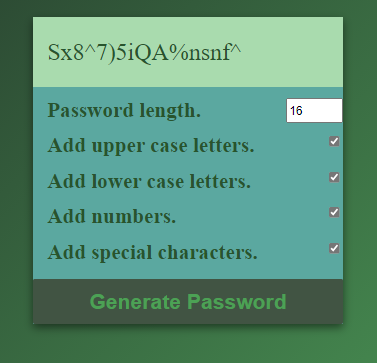 Sx8^7)5iQA%nsnf^
Password length.
16
Add upper case letters.
Add lower case letters.
Add numbers.
Add special characters.
Generate Password